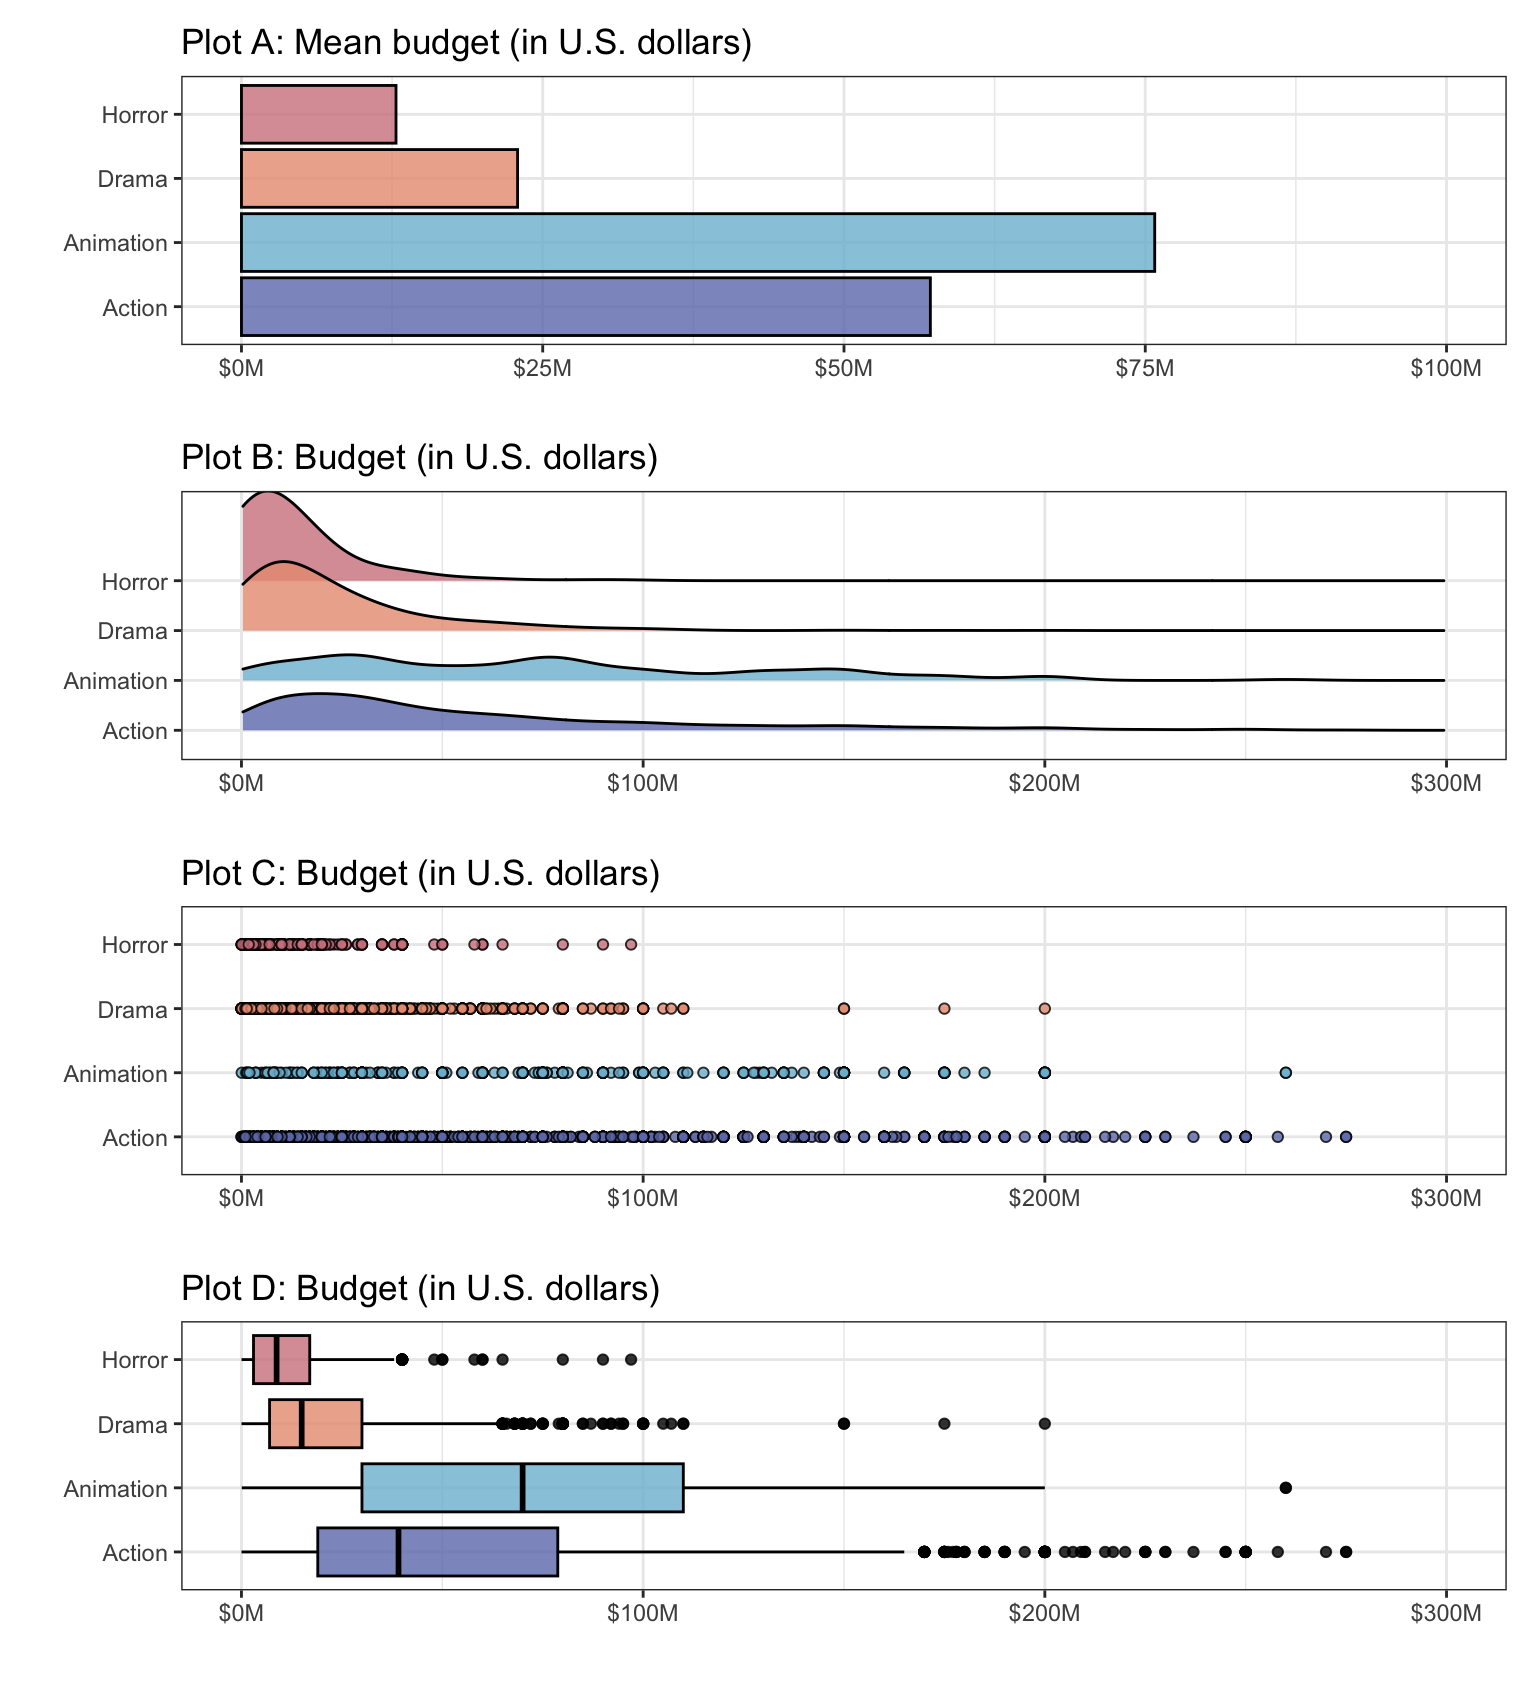 Plot A: Mean budget (in U.S. dollars)
Horror
Drama
Animation
Action
$0M $25M $50M $75M $100M
Plot B: Budget (in U.S. dollars)
Horror
Drama
Animation
Action
$0M $100M $200M $300M
Plot C: Budget (in U.S. dollars)
Horror
Drama
Animation
Action
$0M $100M $200M $300M
Plot D: Budget (in U.S. dollars)
Horror
Drama
Animation
Action
$0M $100M $200M $300M